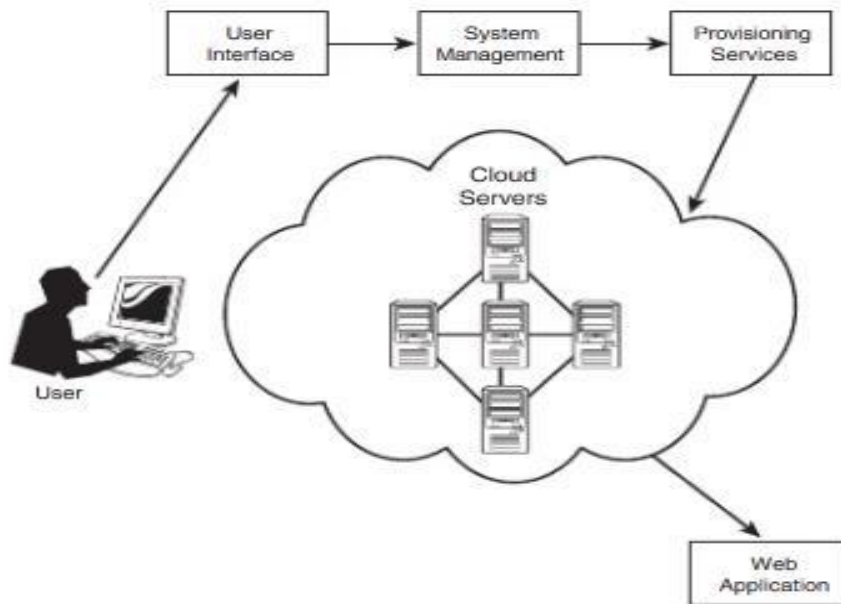 User
Interface
System
Management
Provisioning
Services
Cloud
Servers
User
Web
Application